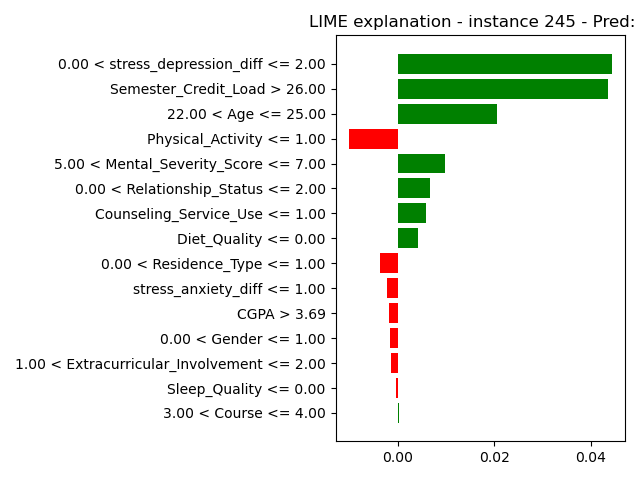 LIME explanation - instance 245 - Pred:
0.00 < stress_depression_diff <= 2.00
Semester_Credit_Load > 26.00
22.00 < Age <= 25.00
Physical_Activity <= 1.00
5.00 < Mental_Severity_Score <= 7.00
0.00 < Relationship_Status <= 2.00
Counseling_Service_Use <= 1.00
Diet_Quality <= 0.00
0.00 < Residence_Type <= 1.00
stress_anxiety_diff <= 1.00
CGPA > 3.69
0.00 < Gender <= 1.00
1.00 < Extracurricular_Involvement <= 2.00
Sleep_Quality <= 0.00
3.00 < Course <= 4.00
0.00 0.02 0.04